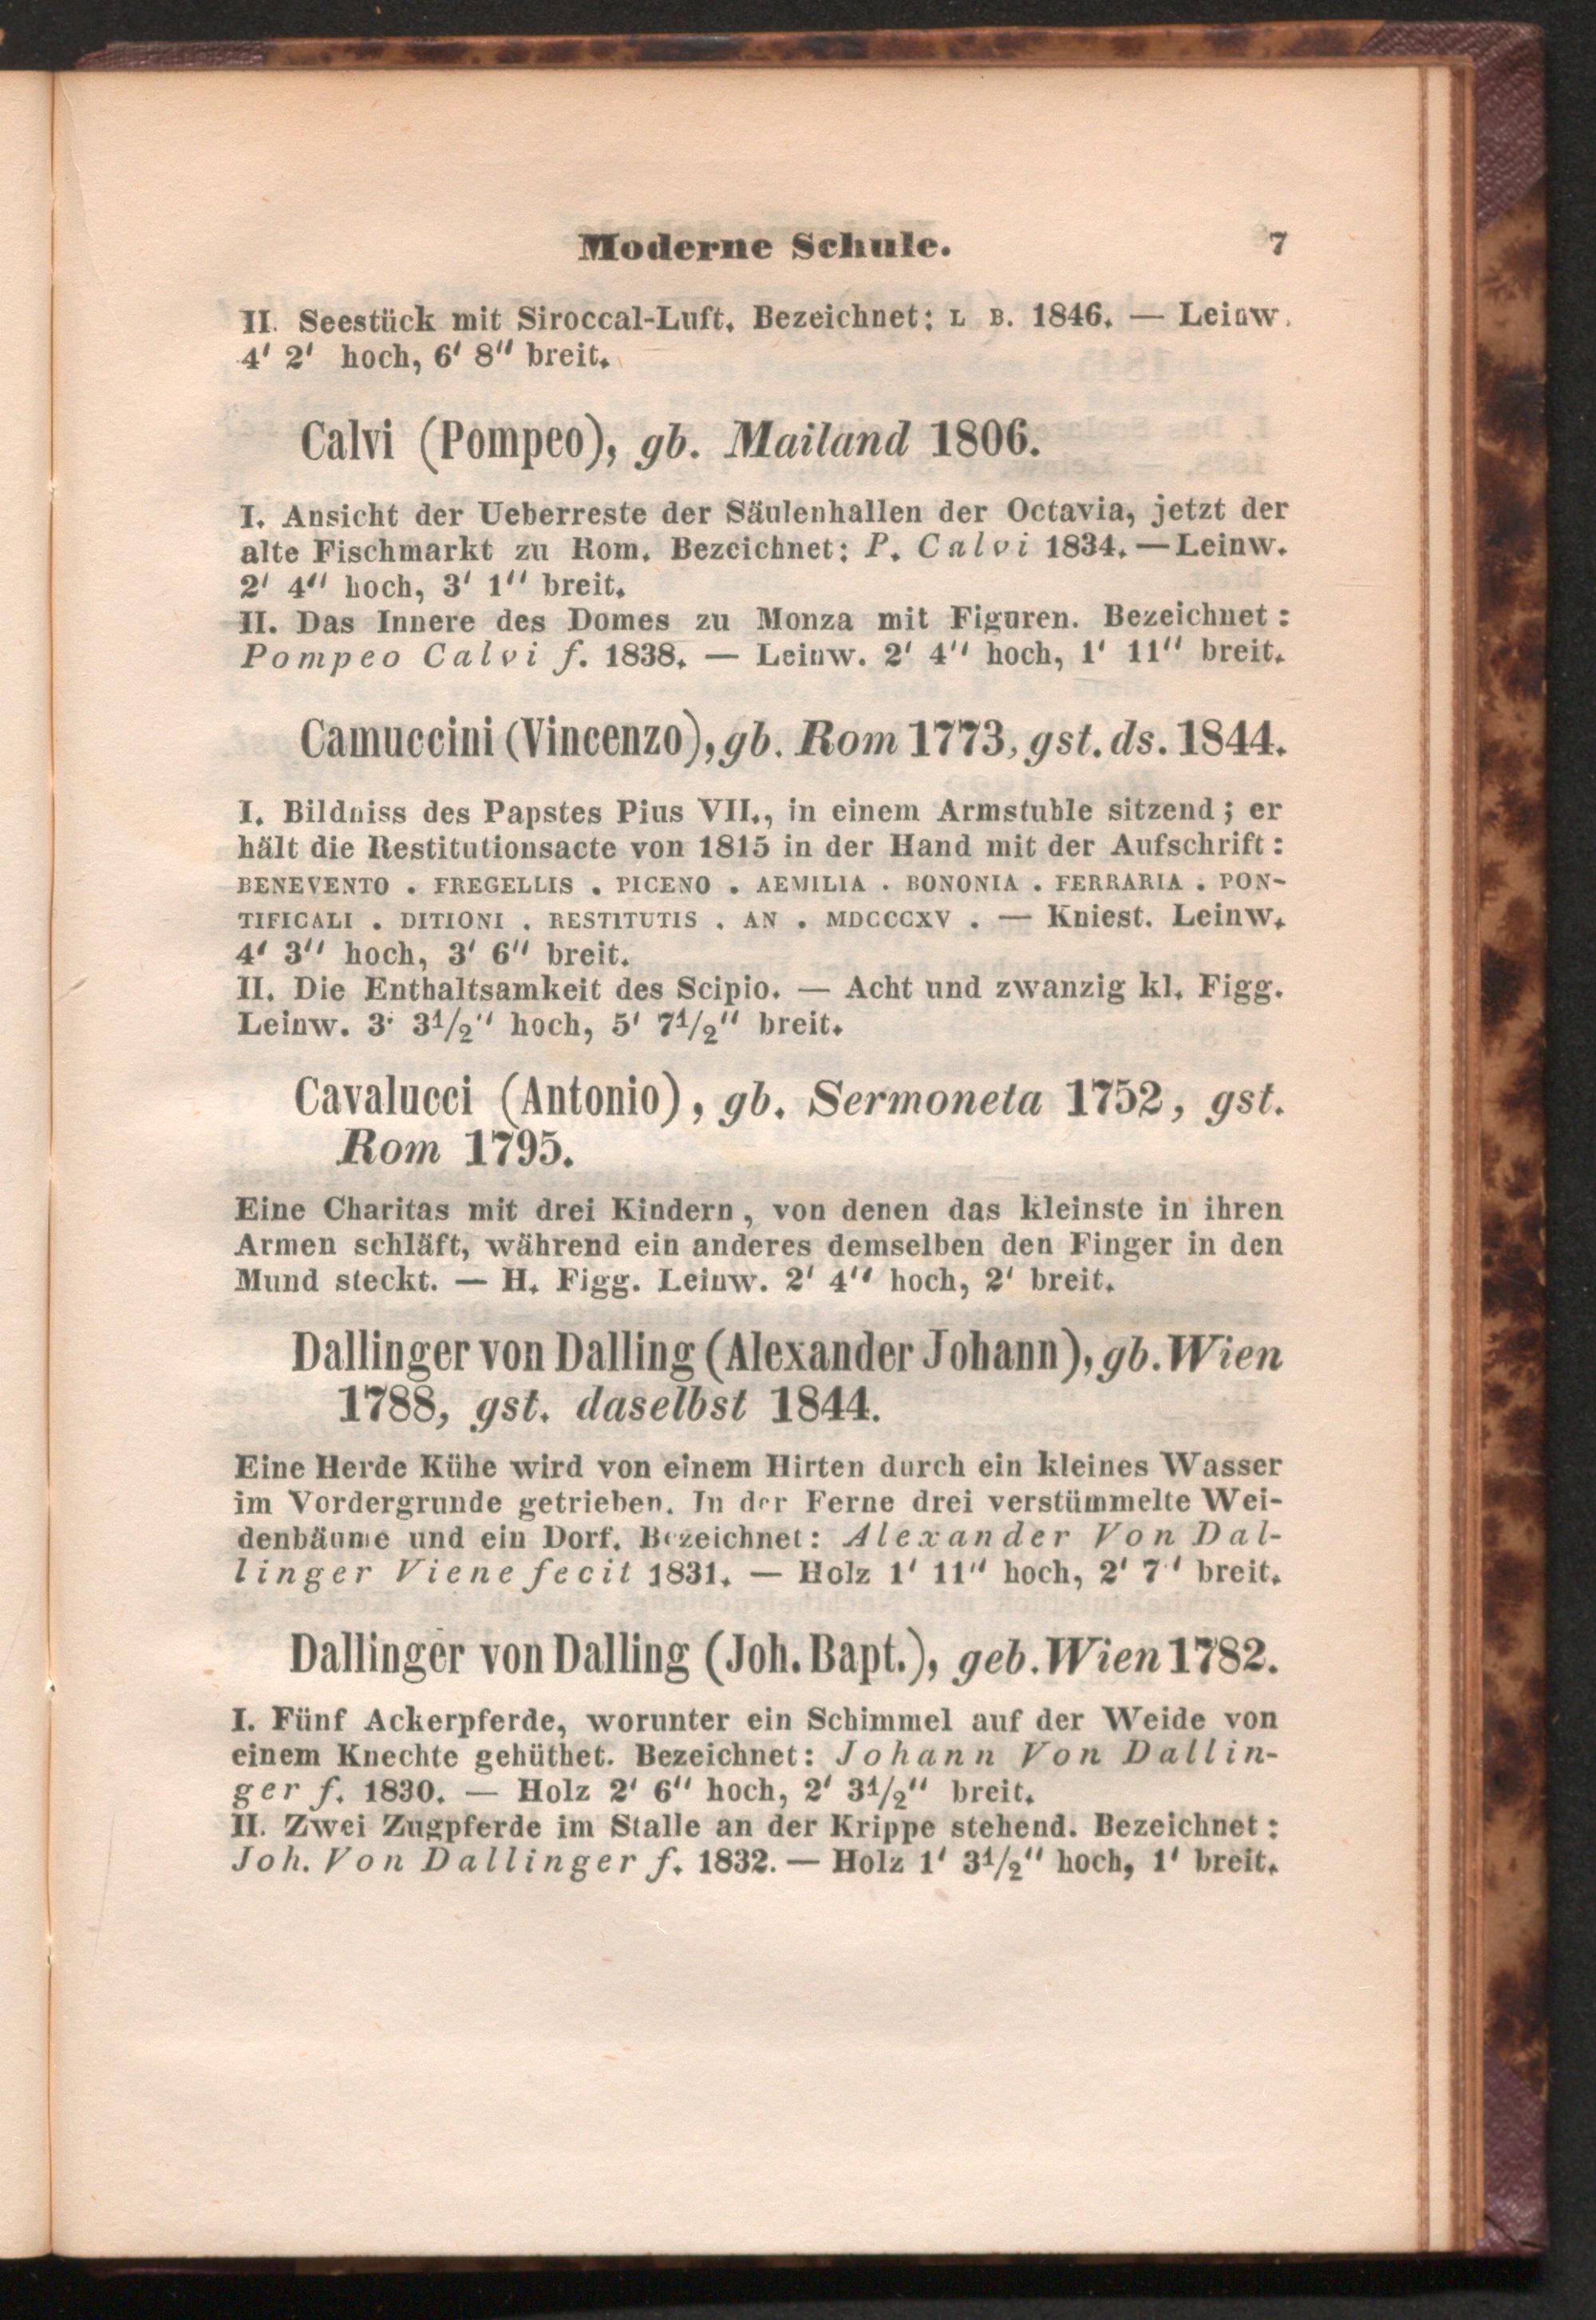 Moderne Schule. 7
II. Seestück mit Siroccal-Luft. Bezeichnet: L B. 1846. — Leinw.
4' 2' hoch, 6' 8" breit.
Calvi (Pompeo), gb. Mailand 1806.
I. Ansicht der Ueberreste der Säulenhallen der Octavia, jetzt der
alte Fischmarkt zu Rom. Bezeichnet: P. Calvi 1834. — Leinw.
2' 4" hoch, 3' 1" breit.
II. Das Innere des Domes zu Monza mit Figuren. Bezeichnet:
Pompeo Calvi f. 1838. — Leinw. 2' 4" hoch, 1' 11" breit.
Camuccini (Vincenzo), gb. Rom 1773, gst. ds. 1844.
I. Bildniss des Papstes Pius VII., in einem Armstuhle sitzend; er
hält die Restitutionsacte von 1815 in der Hand mit der Aufschrift:
BENEVENTO . FREGELLIS . PICENO . AEMILIA . BONONIA . FERRARIA . PON-
TIFICALI . DITIONI . RESTITUTIS . AN . MDCCCXV . — Kniest. Leinw.
4' 3" hoch, 3' 6" breit.
II. Die Enthaltsamkeit des Scipio. — Acht und zwanzig kl. Figg.
Leinw. 3' 3½" hoch, 5' 7½" breit.
Cavalucci (Antonio), gb. Sermoneta 1752, gst.
Rom 1795.
Eine Charitas mit drei Kindern, von denen das kleinste in ihren
Armen schläft, während ein anderes demselben den Finger in den
Mund steckt. — H. Figg. Leinw. 2' 4" hoch, 2' breit.
Dallinger von Dalling (Alexander Johann), gb. Wien
1788, gst. daselbst 1844.
Eine Herde Kühe wird von einem Hirten durch ein kleines Wasser
im Vordergrunde getrieben. In der Ferne drei verstümmelte Wei-
denbäume und ein Dorf. Bezeichnet: Alexander Von Dal-
linger Viene fecit 1831. — Holz 1' 11" hoch, 2' 7" breit.
Dallinger von Dalling (Joh. Bapt.), geb. Wien 1782.
I. Fünf Ackerpferde, worunter ein Schimmel auf der Weide von
einem Knechte gehüthet. Bezeichnet: Johann Von Dallin-
ger f. 1830. — Holz 2' 6" hoch, 2' 3½" breit.
II. Zwei Zugpferde im Stalle an der Krippe stehend. Bezeichnet:
Joh. Von Dallinger f. 1832. — Holz 1' 3½" hoch, 1' breit.